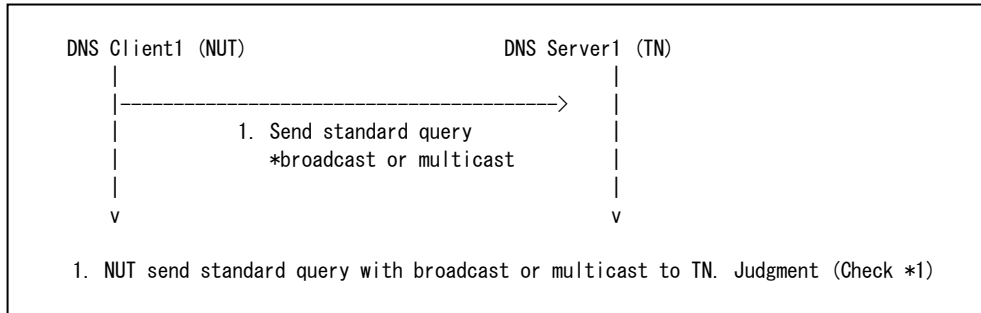 DNS Client1 (NUT) DNS Server1 (TN)
| |
|-----------------------------------------> |
| 1. Send standard query |
| *broadcast or multicast |
| |
v v
1. NUT send standard query with broadcast or multicast to TN. Judgment (Check *1)